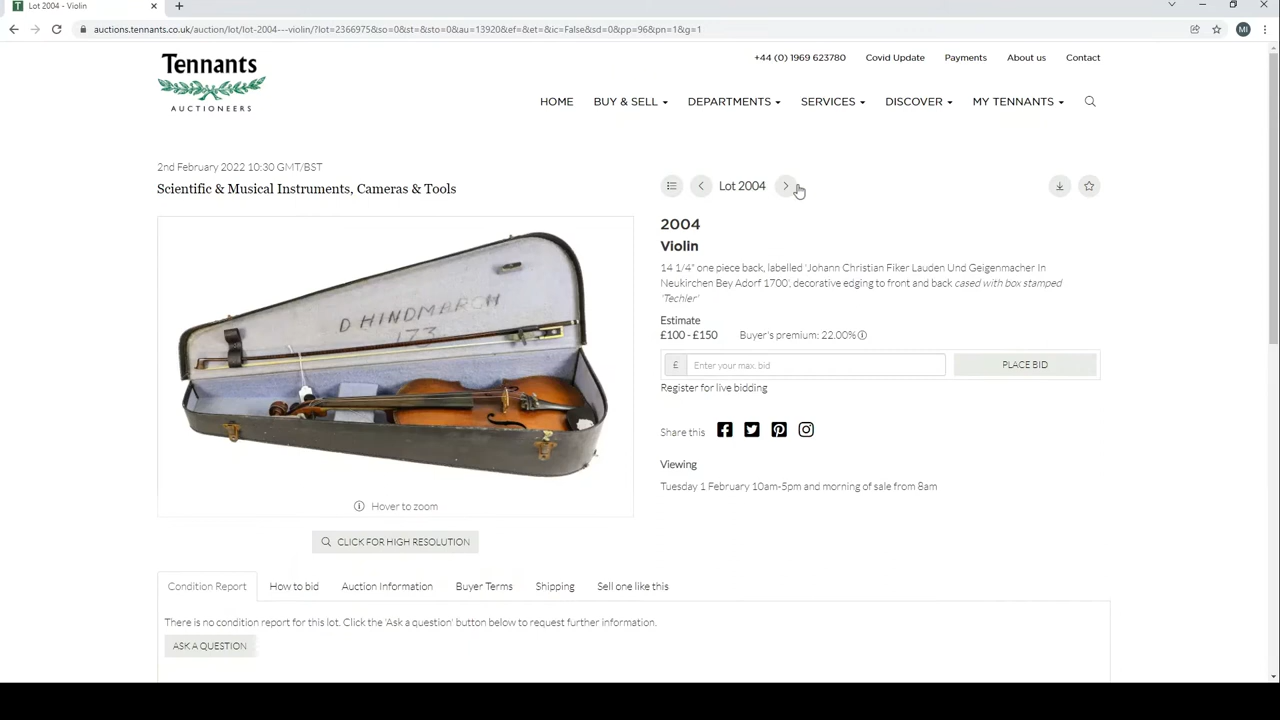 Lot 2004 - Violin
auctions.tennants.co.uk/auction/lot/lot-2004---violin/?lot=2366975&so=0&st=&sto=0&au=13920&ef=&et=&ic=False&sd=0&pp=96&pn=1&g=1
MI
Tennants
AUCTIONEERS
+44 (0) 1969 623780 Covid Update Payments About us Contact
HOME BUY & SELL DEPARTMENTS SERVICES DISCOVER MY TENNANTS
2nd February 2022 10:30 GMT/BST
Scientific & Musical Instruments, Cameras & Tools
Lot 2004
2004
Violin
14 1/4" one piece back, labelled 'Johann Christian Fiker Lauden Und Geigenmacher In
Neukirchen Bey Adorf 1700', decorative edging to front and back cased with box stamped
'Techler'
Estimate
£100 - £150 Buyer's premium: 22.00%
£ Enter your max. bid PLACE BID
Register for live bidding
Share this
Viewing
Tuesday 1 February 10am-5pm and morning of sale from 8am
D HINDMARCH
173
Hover to zoom
CLICK FOR HIGH RESOLUTION
Condition Report How to bid Auction Information Buyer Terms Shipping Sell one like this
There is no condition report for this lot. Click the 'Ask a question' button below to request further information.
ASK A QUESTION